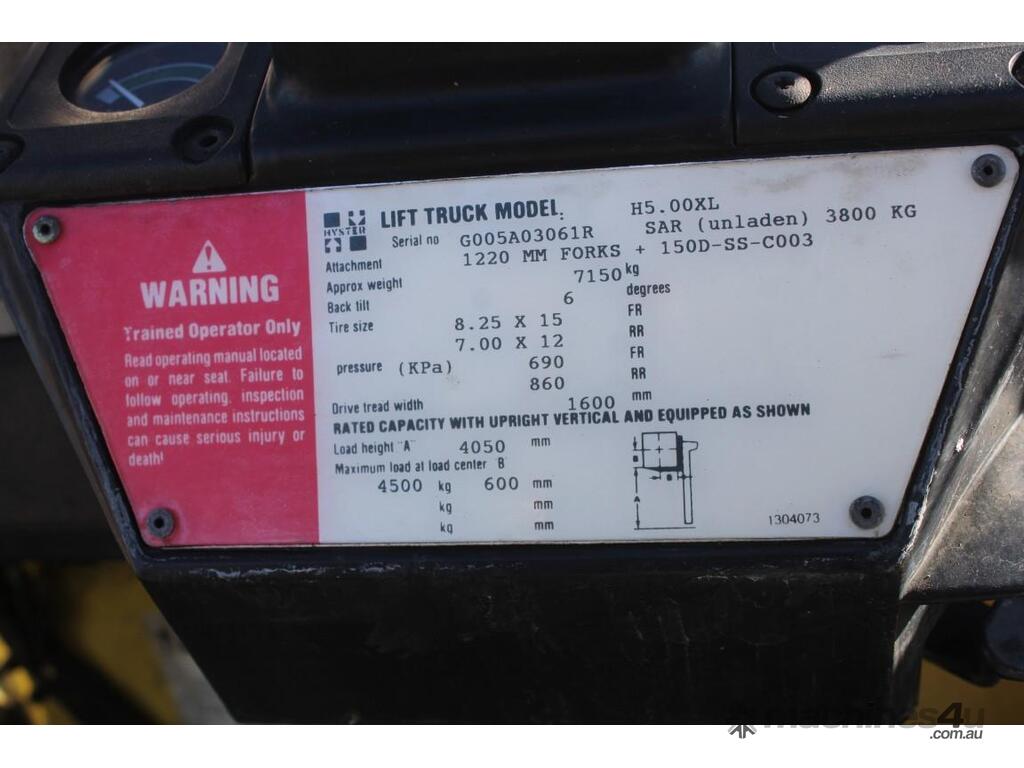 HYSTER
LIFT TRUCK MODEL: H5.00XL
Serial no G005A03061R SAR (unladen) 3800 KG
Attachment 1220 MM FORKS + 150D-SS-C003
Approx weight 7150 kg
Back tilt 6 degrees
Tire size 8.25 X 15 FR
7.00 X 12 RR
pressure (KPa) 690 FR
860 RR
Drive tread width 1600 mm
RATED CAPACITY WITH UPRIGHT VERTICAL AND EQUIPPED AS SHOWN
Load height "A" 4050 mm
Maximum load at load center "B"
4500 kg 600 mm
kg mm
kg mm
B
B
A
1304073
WARNING
Trained Operator Only
Read operating manual located
on or near seat. Failure to
follow operating, inspection
and maintenance instructions
can cause serious injury or
death!
machines4u
.com.au